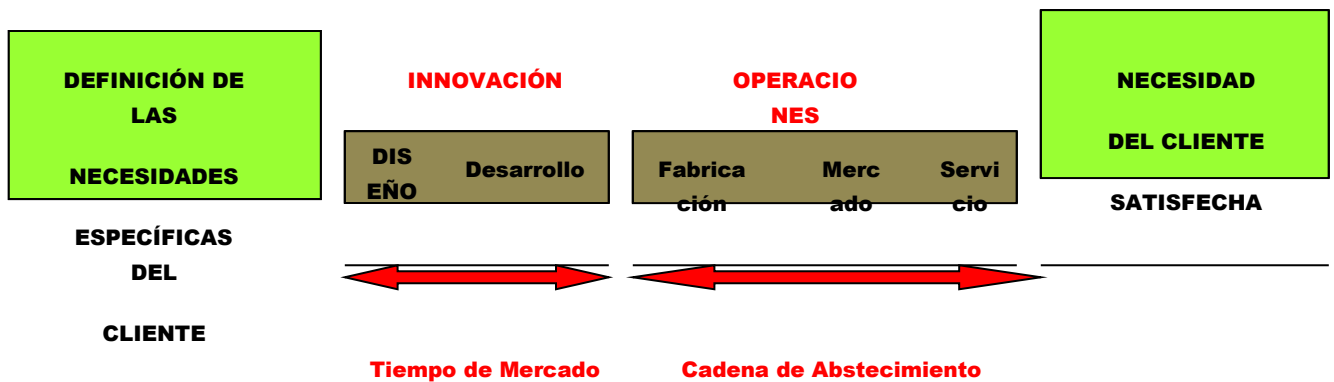 DEFINICIÓN DE
LAS
NECESIDADES
ESPECÍFICAS
DEL
CLIENTE
INNOVACIÓN
DIS
EÑO
Desarrollo
Tiempo de Mercado
OPERACIO
NES
Fabrica
ción
Merc
ado
Servi
cio
Cadena de Abstecimiento
NECESIDAD
DEL CLIENTE
SATISFECHA